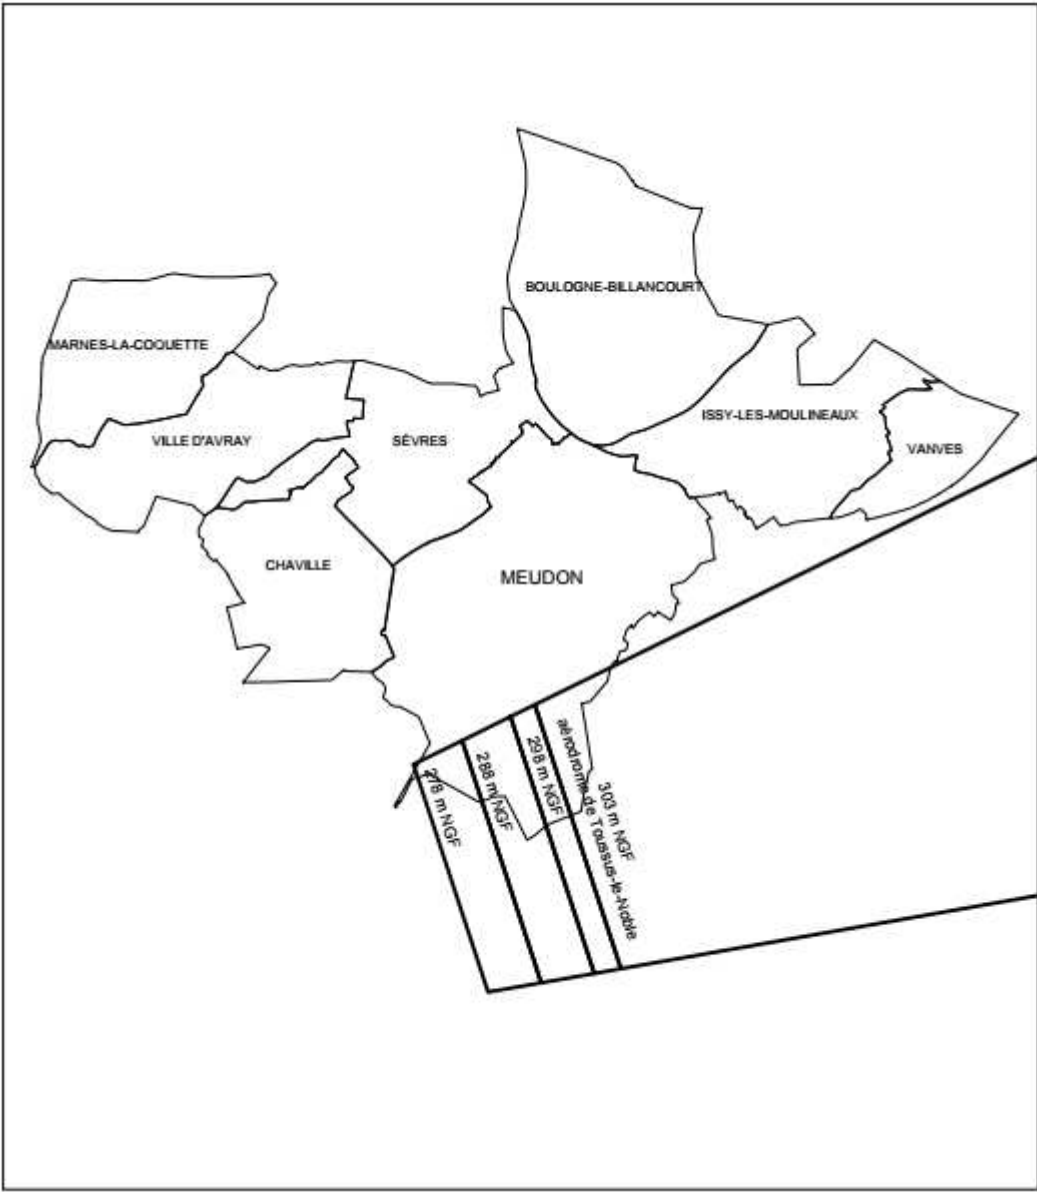 BOULOGNE-BILLANCOURT
MARNES-LA-COQUETTE
ISSY-LES-MOULINEAUX
VILLE D'AVRAY
SÈVRES
VANVES
CHAVILLE
MEUDON
278 m NGF
288 m NGF
298 m NGF
303 m NGF
aérodrome de Toussus-le-Noble